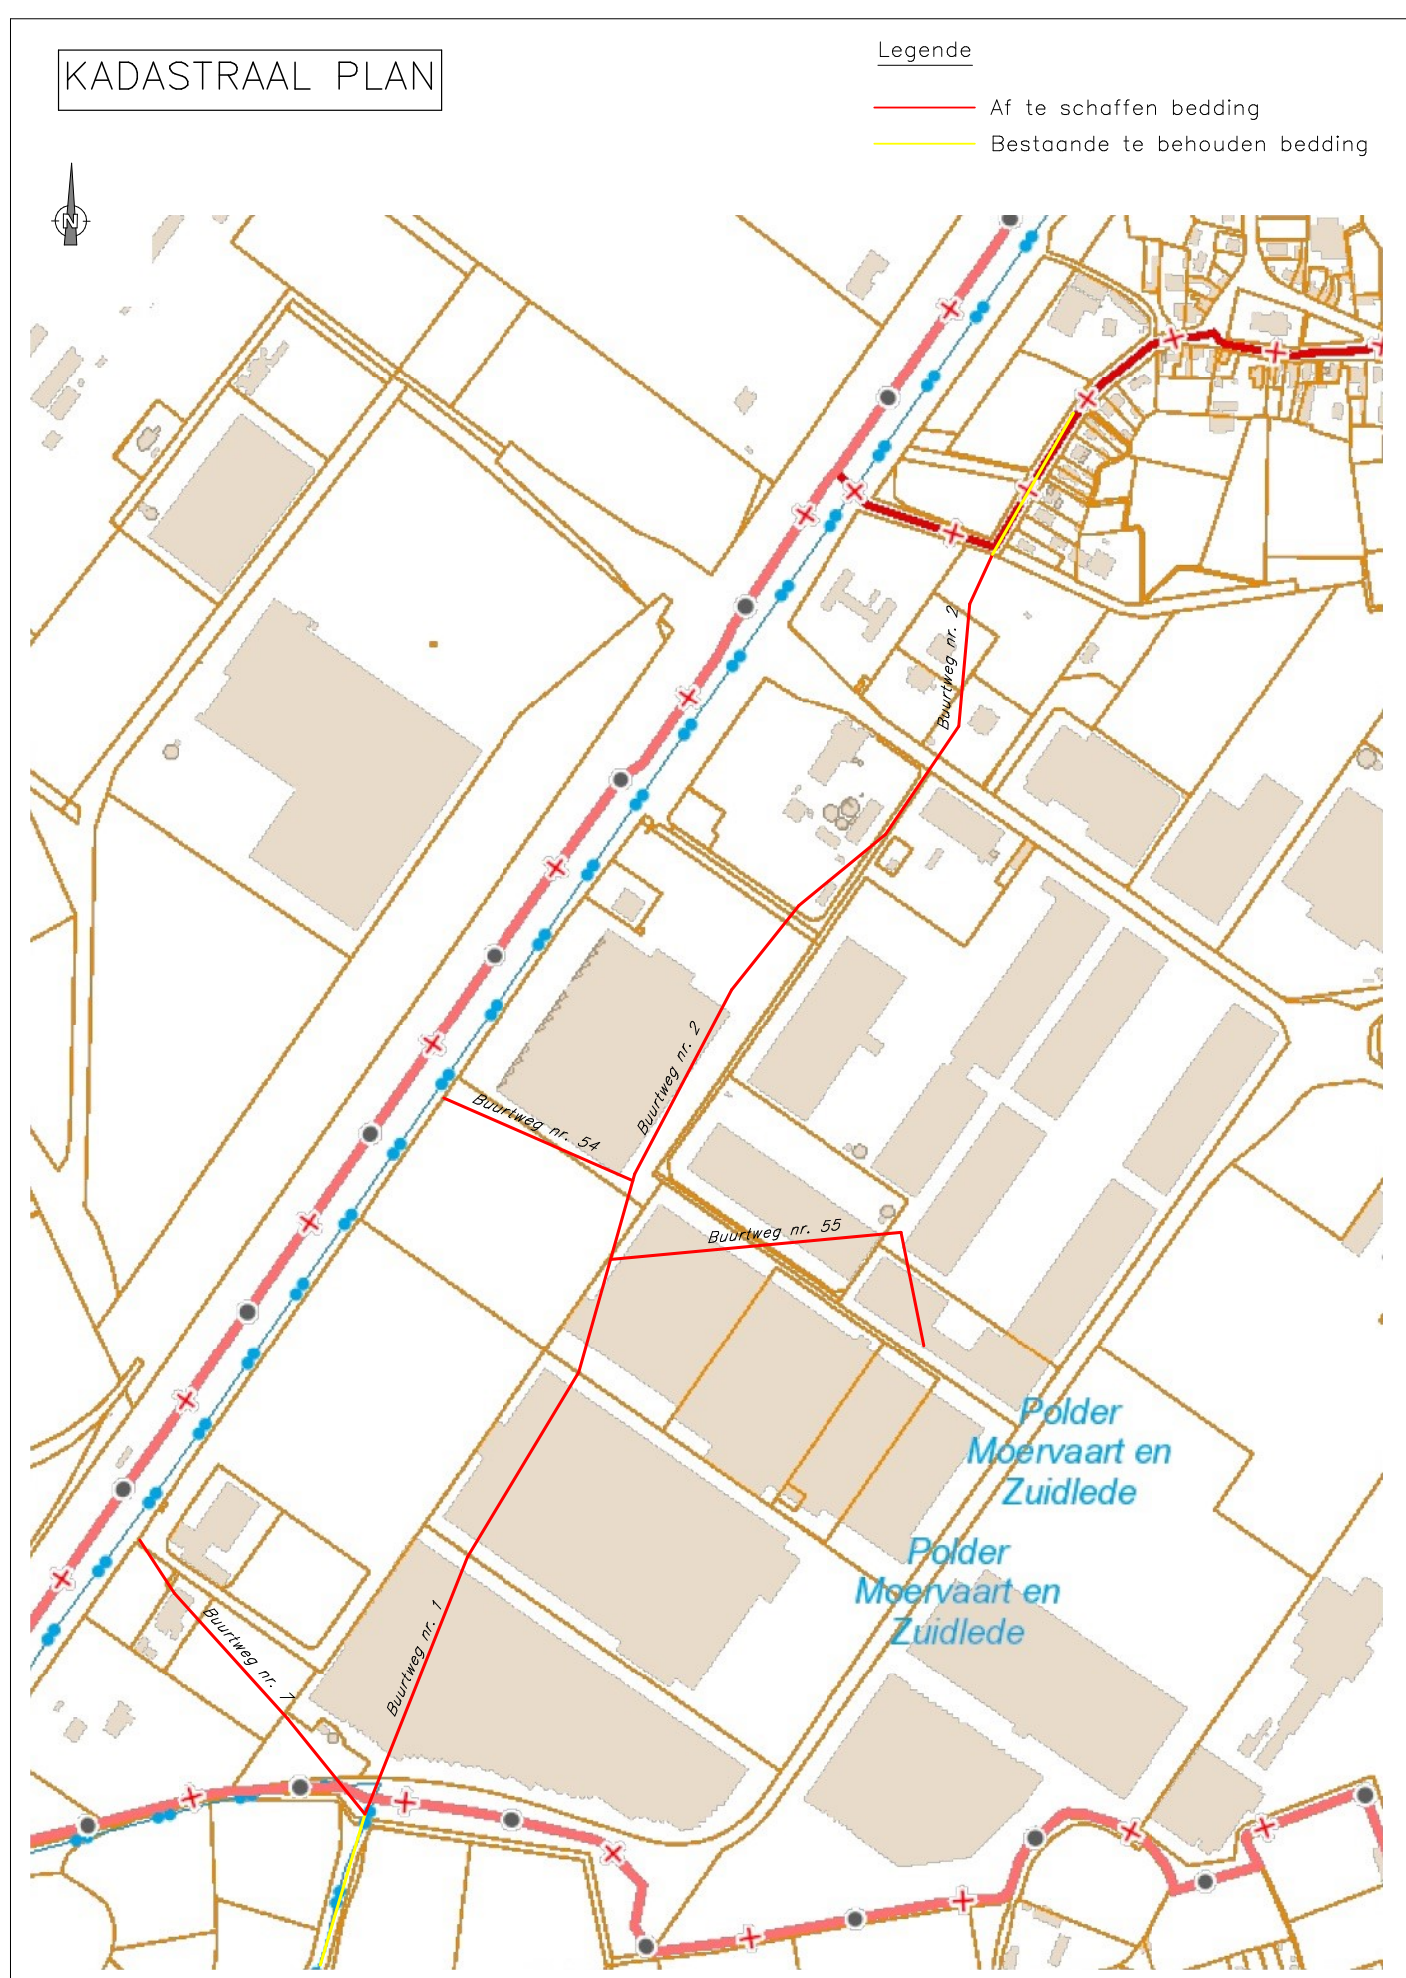 KADASTRAAL PLAN
Legende
Af te schaffen bedding
Bestaande te behouden bedding
N
Buurtweg nr. 2
Buurtweg nr. 2
Buurtweg nr. 54
Buurtweg nr. 55
Polder
Moervaart en
Zuidlede
Polder
Moervaart en
Zuidlede
Buurtweg nr. 7
Buurtweg nr. 1